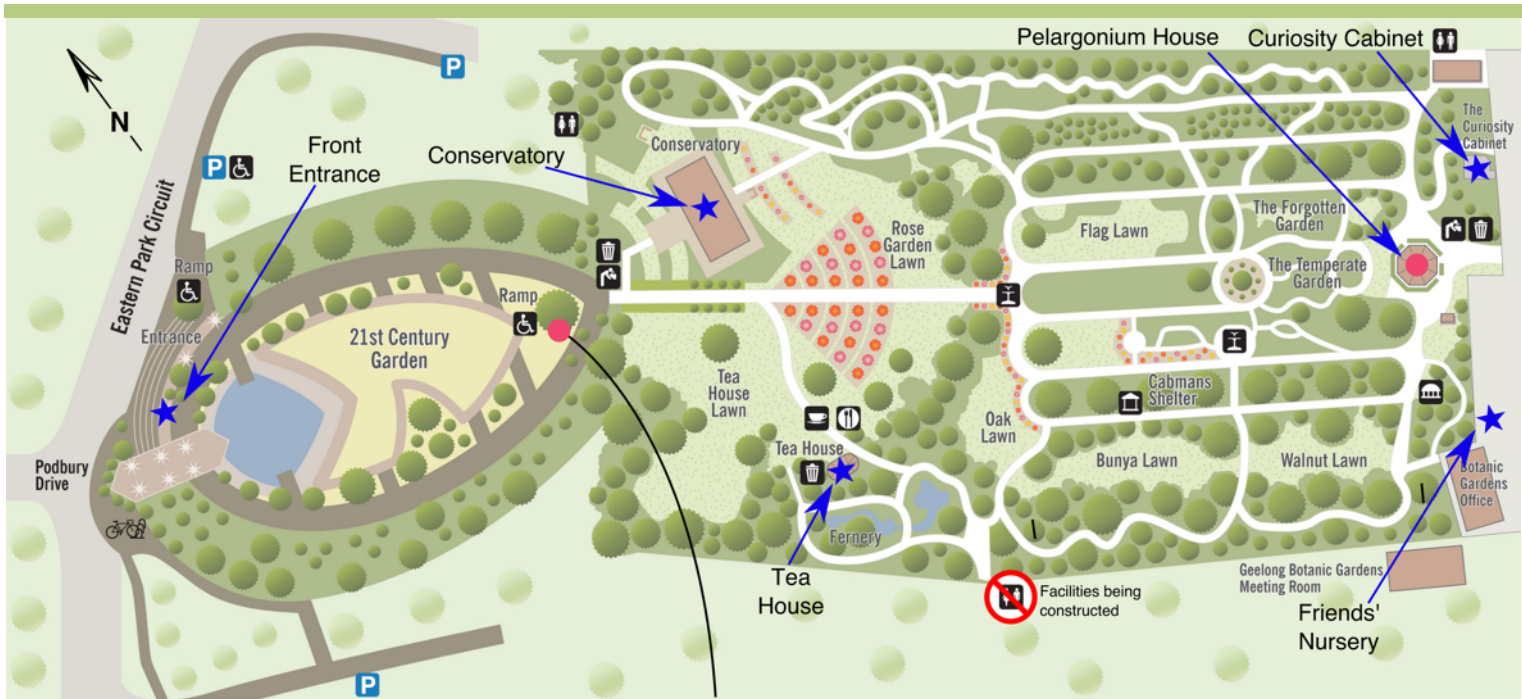 Pelargonium House
Curiosity Cabinet
P
N
Front
Entrance
Conservatory
Conservatory
The
Curiosity
Cabinet
P
Eastern Park Circuit
Ramp
Entrance
21st Century
Garden
Ramp
Rose
Garden
Lawn
Flag Lawn
The Forgotten
Garden
The Temperate
Garden
Tea
House
Lawn
Cabmans
Shelter
Oak
Lawn
Tea House
Bunya Lawn
Walnut Lawn
Podbury
Drive
Botanic
Gardens
Office
Fernery
Geelong Botanic Gardens
Meeting Room
Tea
House
Facilities being
constructed
Friends'
Nursery
P